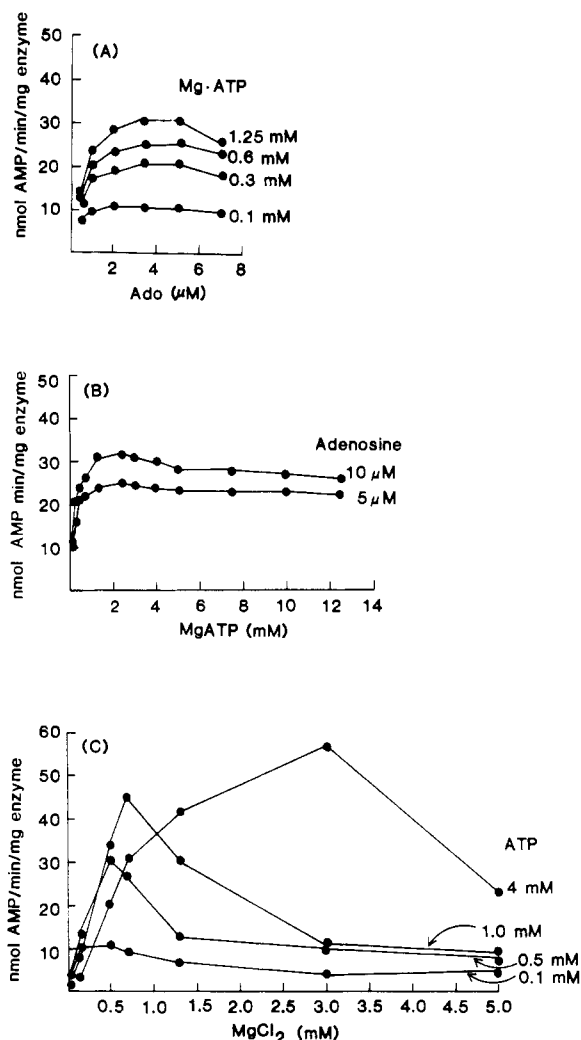 (A)
nmol AMP/min/mg enzyme
50
40
30
20
10
Mg·ATP
1.25 mM
0.6 mM
0.3 mM
0.1 mM
2 4 6 8
Ado (μM)
(B)
nmol AMP min/mg enzyme
50
40
30
20
10
Adenosine
10 μM
5 μM
2 4 6 8 10 12 14
MgATP (mM)
(C)
nmol AMP/min/mg enzyme
60
50
40
30
20
10
ATP
4 mM
1.0 mM
0.5 mM
0.1 mM
0.5 1.0 1.5 2.0 2.5 3.0 3.5 4.0 4.5 5.0
MgCl₂ (mM)